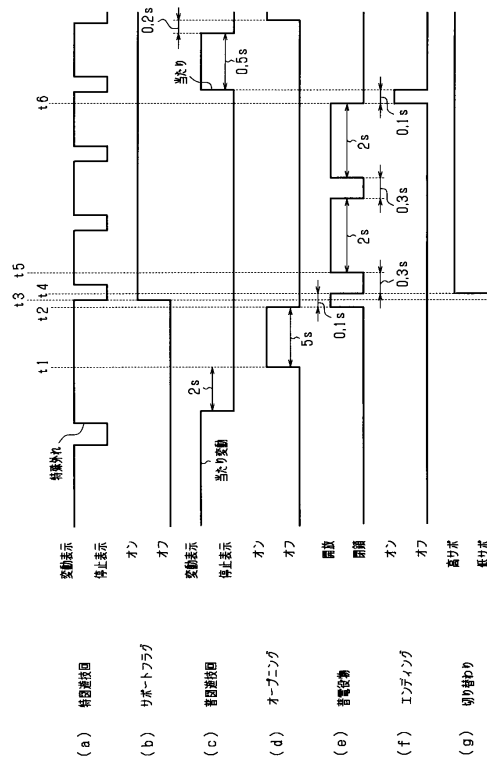 (a) 特図遊技回
変動表示
停止表示
特殊外れ
(b) サポートフラグ
オン
オフ
(c) 普図遊技回
変動表示
停止表示
当たり変動
2s
当たり
0.5s
0.2s
(d) オープニング
オン
オフ
5s
(e) 普電役物
開放
閉鎖
0.1s
2s
0.3s
2s
0.3s
(f) エンディング
オン
オフ
0.1s
(g) 切り替わり
高サポ
低サポ
t1
t2
t3
t4
t5
t6